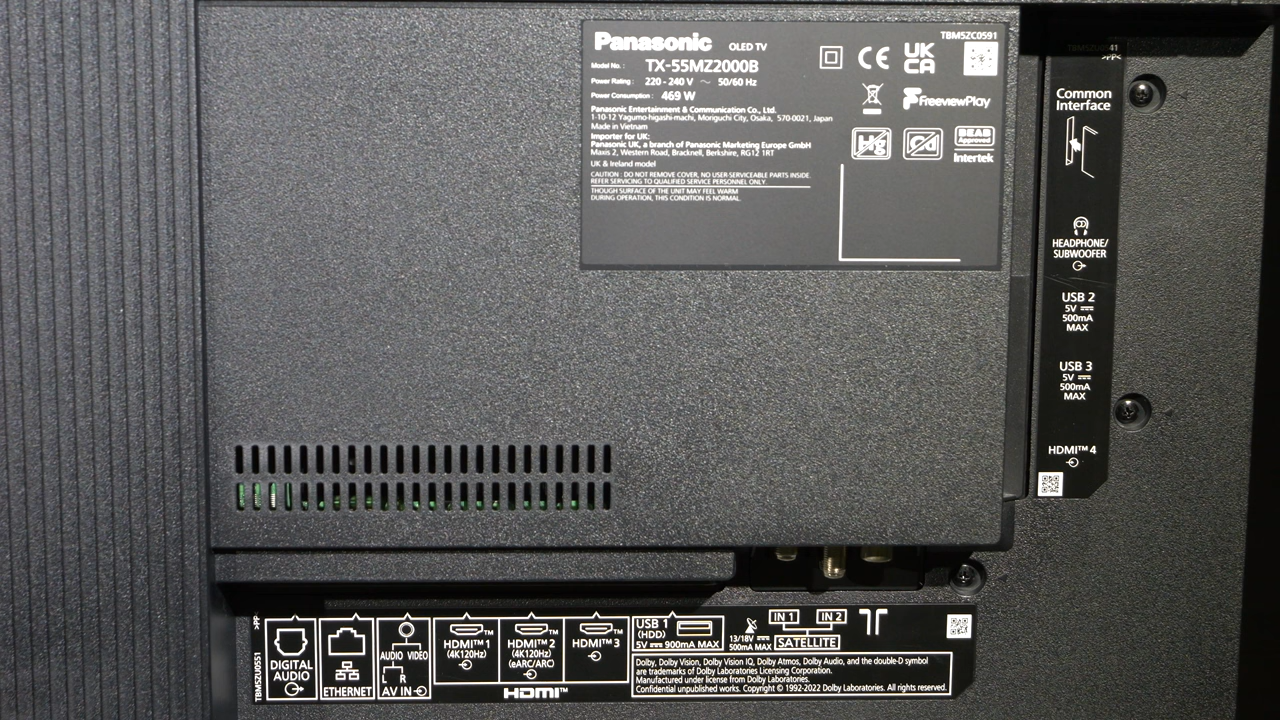 Panasonic OLED TV
TBM5ZC0591
Model No. : TX-55MZ2000B
Power Rating : 220 - 240 V ～ 50/60 Hz
Power Consumption : 469 W
Panasonic Entertainment & Communication Co., Ltd.
1-10-12 Yagumo-higashi-machi, Moriguchi City, Osaka, 570-0021, Japan
Made in Vietnam
Importer for UK:
Panasonic UK, a branch of Panasonic Marketing Europe GmbH
Maxis 2, Western Road, Bracknell, Berkshire, RG12 1RT
UK & Ireland model
CAUTION : DO NOT REMOVE COVER, NO USER-SERVICEABLE PARTS INSIDE.
REFER SERVICING TO QUALIFIED SERVICE PERSONNEL ONLY.
THOUGH SURFACE OF THE UNIT MAY FEEL WARM
DURING OPERATION, THIS CONDITION IS NORMAL.
CE
UK
CA
FreeviewPlay
Hg
Cd
BEAB
Approved
Intertek
>PP<
Common
Interface
HEADPHONE/
SUBWOOFER
USB 2
5V
500mA
MAX
USB 3
5V
500mA
MAX
HDMI™ 4
>PP<
TBM5ZU0551
DIGITAL
AUDIO
ETHERNET
AUDIO VIDEO
L R
AV IN
HDMI™ 1
(4K120Hz)
HDMI™ 2
(4K120Hz)
(eARC/ARC)
HDMI™ 3
HDMI™
USB 1
(HDD)
5V 900mA MAX
13/18V
500mA MAX
IN 1 IN 2
SATELLITE
Dolby, Dolby Vision, Dolby Vision IQ, Dolby Atmos, Dolby Audio, and the double-D symbol
are trademarks of Dolby Laboratories Licensing Corporation.
Manufactured under license from Dolby Laboratories.
Confidential unpublished works. Copyright © 1992-2022 Dolby Laboratories. All rights reserved.